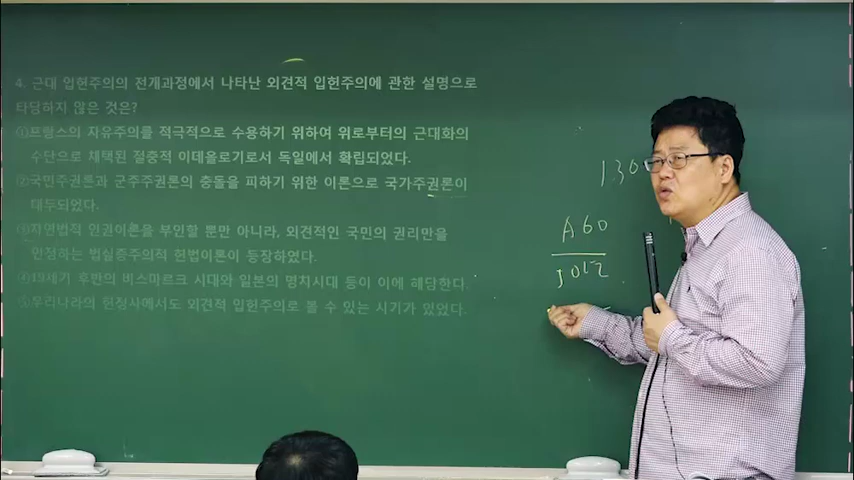 4. 근대 입헌주의의 전개과정에서 나타난 외견적 입헌주의에 관한 설명으로
타당하지 않은 것은?
①프랑스의 자유주의를 적극적으로 수용하기 위하여 위로부터의 근대화의
수단으로 채택된 절충적 이데올로기로서 독일에서 확립되었다.
②국민주권론과 군주주권론의 충돌을 피하기 위한 이론으로 국가주권론이
대두되었다.
③자연법적 인권이론을 부인할 뿐만 아니라, 외견적인 국민의 권리만을
인정하는 법실증주의적 헌법이론이 등장하였다.
④19세기 후반의 비스마르크 시대와 일본의 명치시대 등이 이에 해당한다.
⑤우리나라의 헌정사에서도 외견적 입헌주의로 볼 수 있는 시기가 있었다.
130
A60